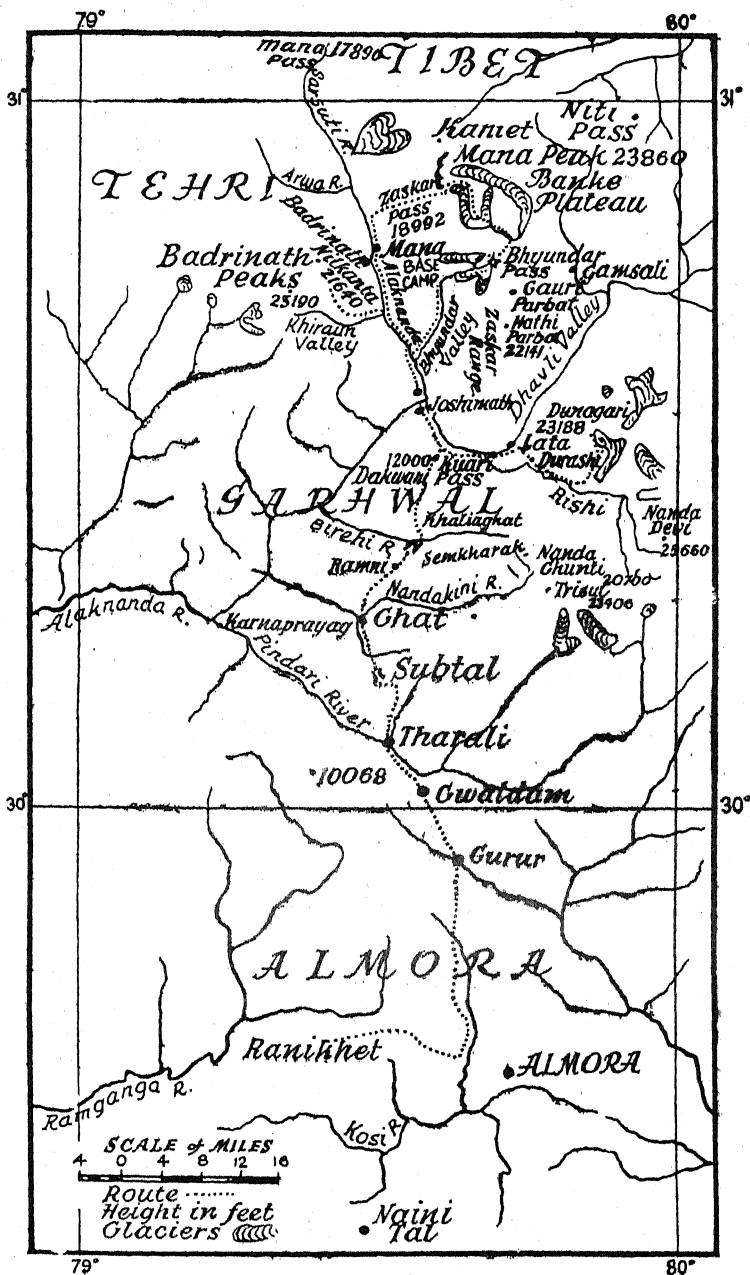 79°
80°
Mana 17890
Pass
TIBET
31°
31°
Sarsuti R.
Niti
Pass
Kamet
Mana Peak 23860
Banke
Plateau
TEHRI
Arwa R.
Zaskar
Pass
18992
Badrinath
Mana
BASE
CAMP
Badrinath
Peaks
23190
Nilkanta
21640
Alaknanda
Bhyundar
Pass
Gamsali
Gauri
Parbat
Hathi
Parbat
22141
Khiraun
Valley
Bhyundar
Valley
Zaskar
Range
Dhavli Valley
Joshimath
Dunagari
23188
Lata
Durashi
12000
Kuari
Pass
Dakwani
Rishi
GARHWAL
Khaliaghat
Nanda
Devi
25660
Birehi R.
Semkharak
Ramni
Nanda
Ghunti
20700
Trisul
23406
Nandakini R.
Alaknanda R.
Karnaprayag
Ghat
Pindari River
Subtal
Tharali
10068
Gwaldam
30°
30°
Gurur
ALMORA
Ranikhet
ALMORA
Ramganga R.
Kosi R
SCALE of MILES
4 0 4 8 12 16
Route
Height in feet
Glaciers
Naini
Tal
79°
80°